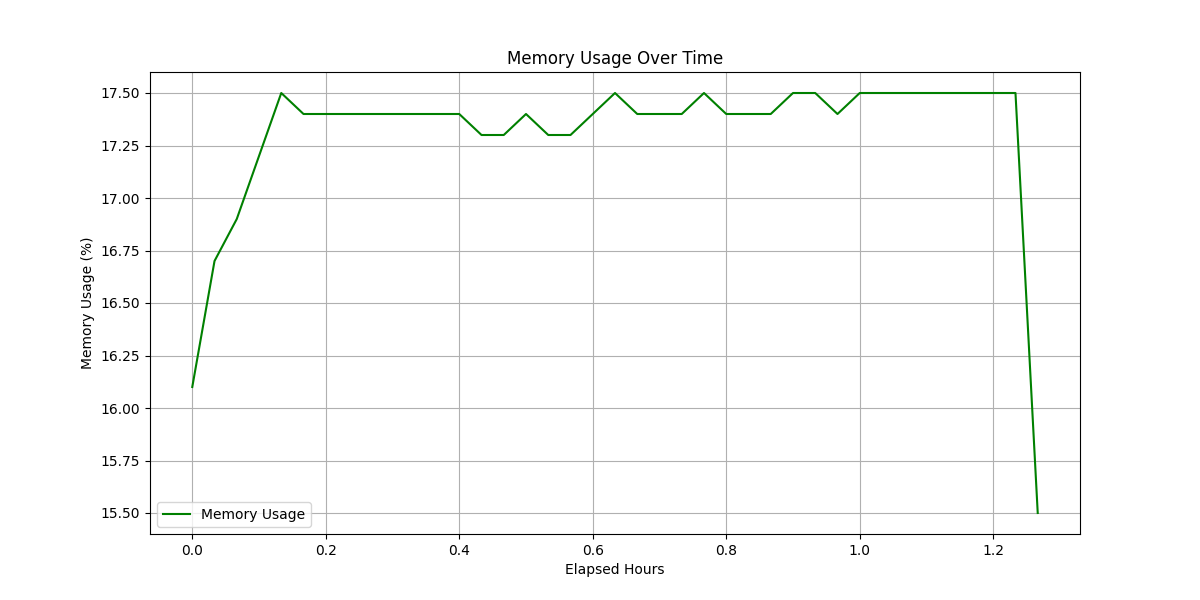 Memory Usage Over Time
17.50
17.25
17.00
16.75
16.50
16.25
16.00
15.75
15.50
Memory Usage (%)
Memory Usage
0.0 0.2 0.4 0.6 0.8 1.0 1.2
Elapsed Hours